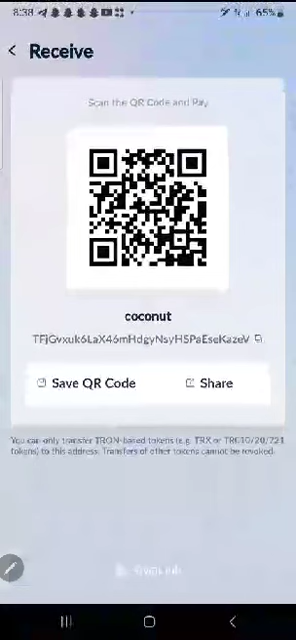 8:38
65%
Receive
Scan the QR Code and Pay
coconut
TFjGvxuk6LaX46mHdgyNsyHSPaEseKazeV
Save QR Code
Share
You can only transfer TRON-based tokens (e.g. TRX or TRC10/20/721
tokens) to this address. Transfers of other tokens cannot be revoked.